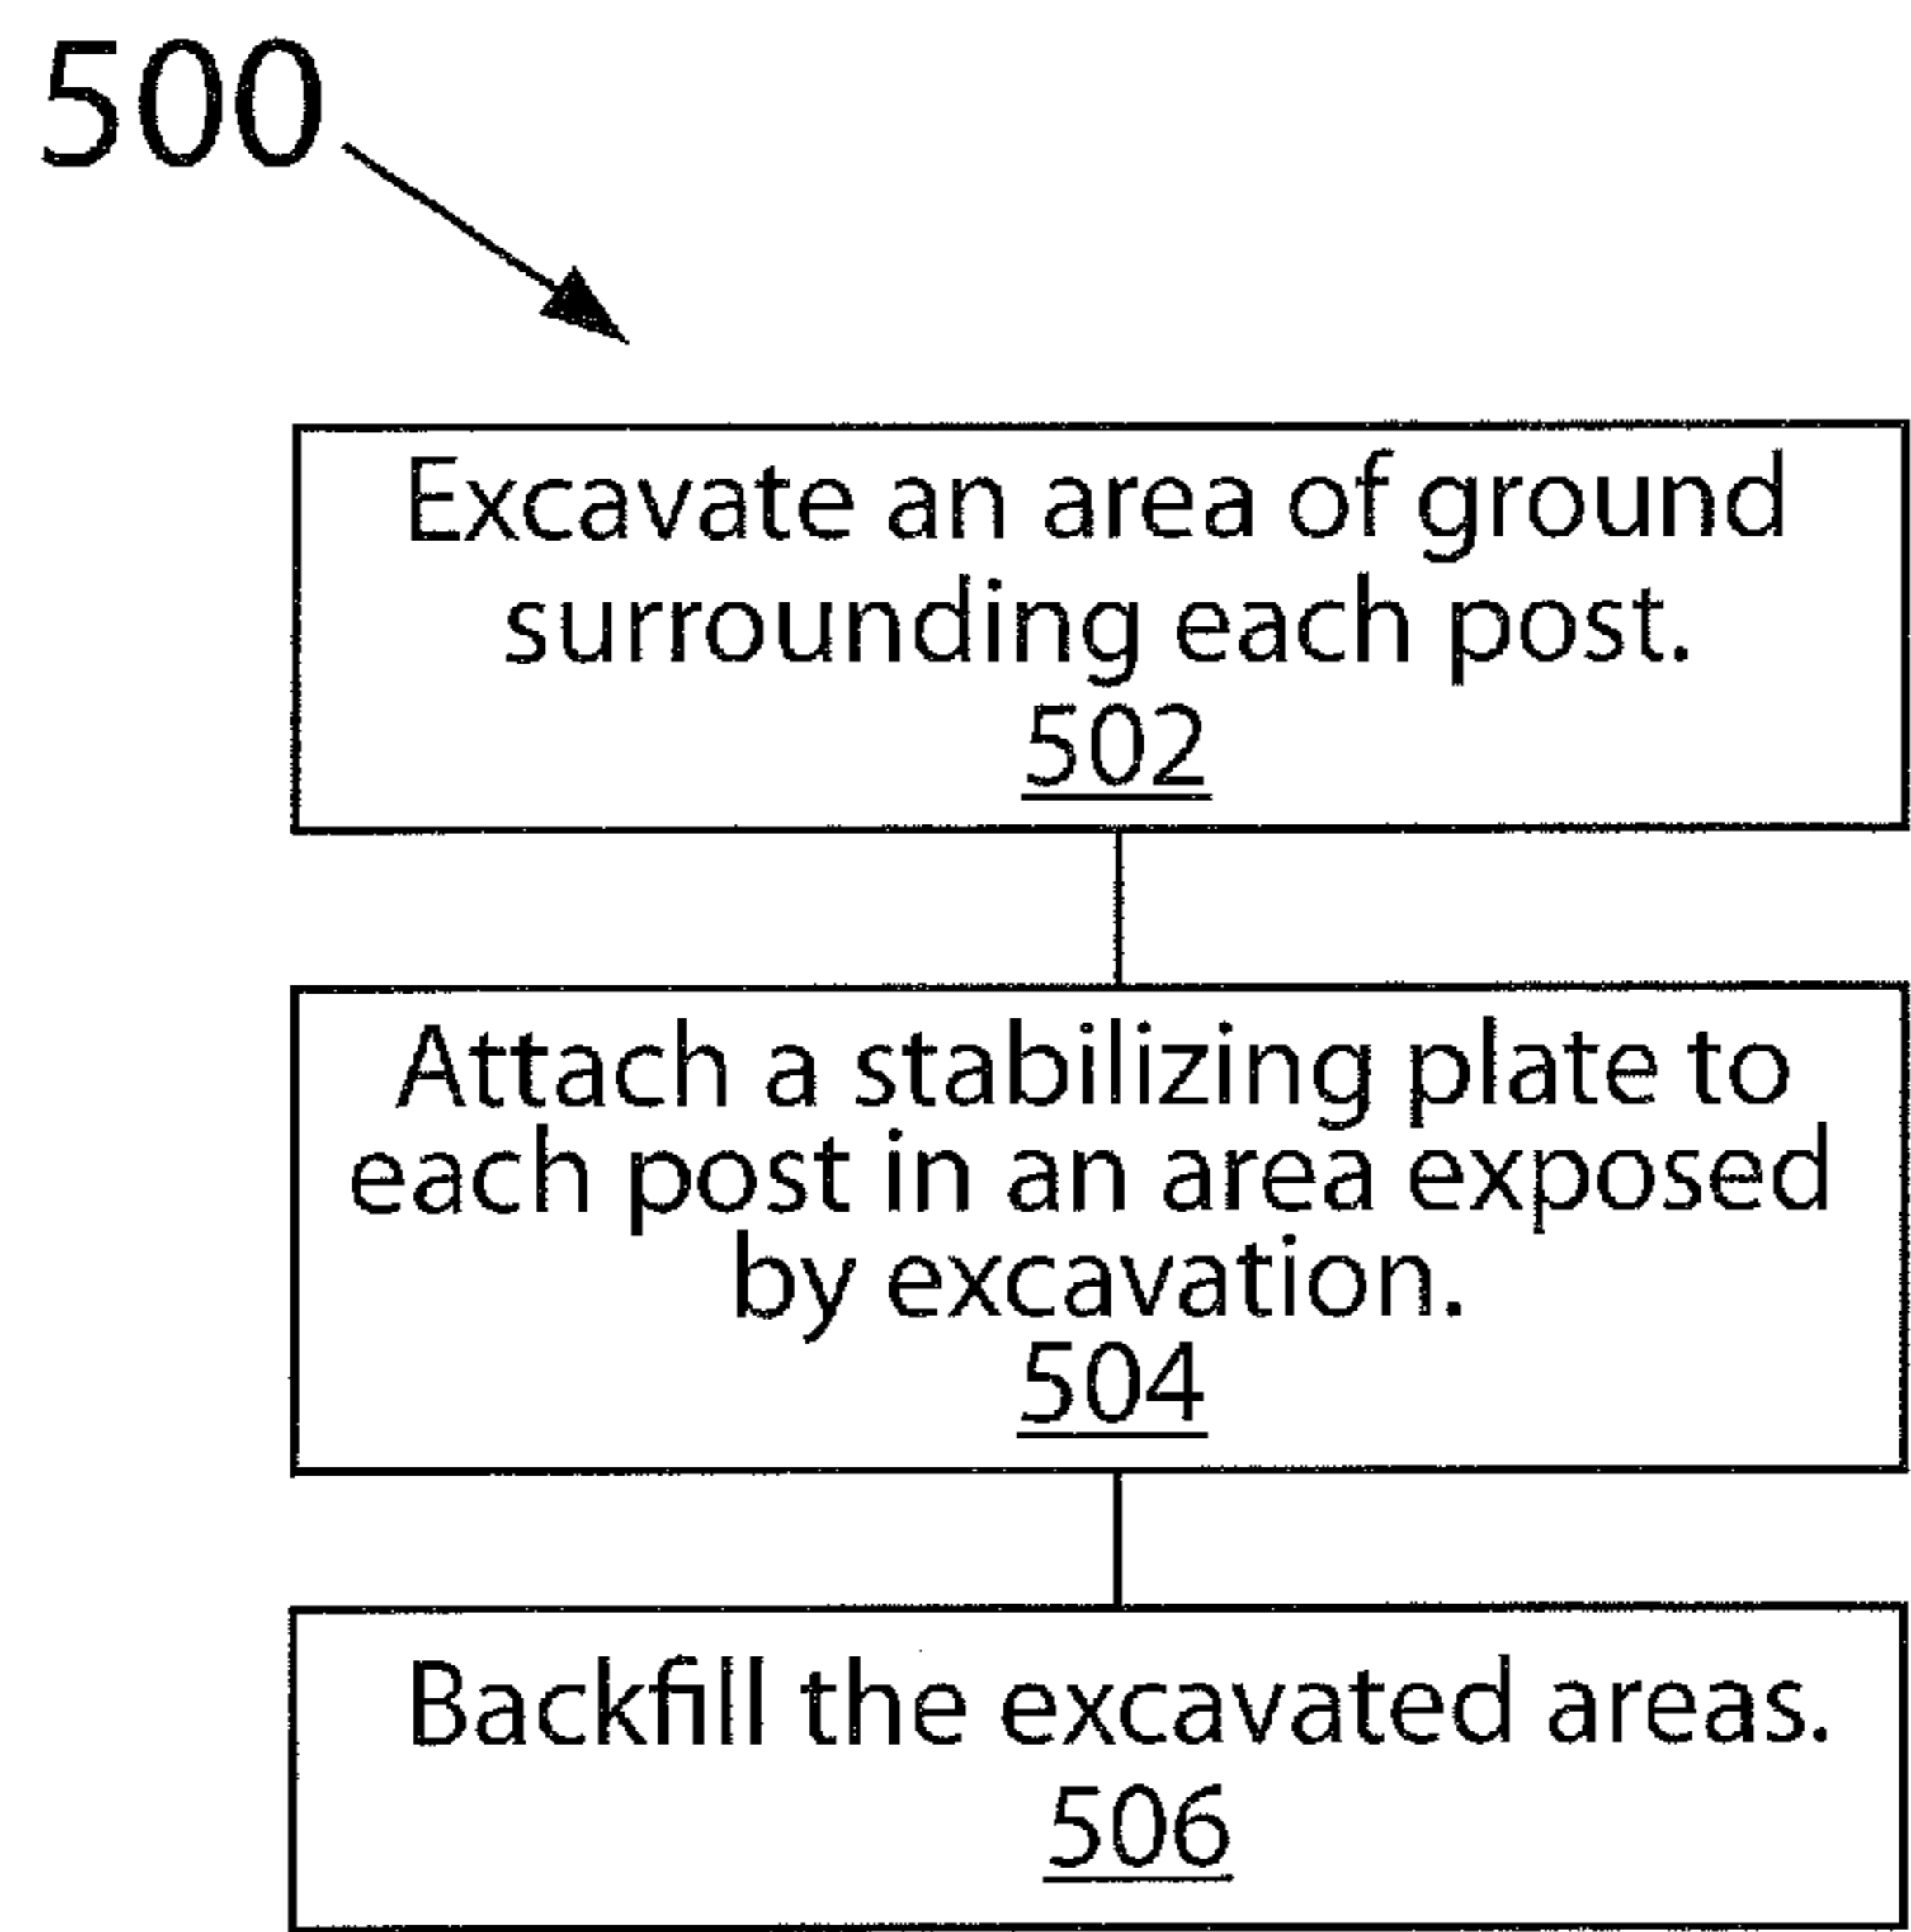 500
Excavate an area of ground
surrounding each post.
502
Attach a stabilizing plate to
each post in an area exposed
by excavation.
504
Backfill the excavated areas.
506